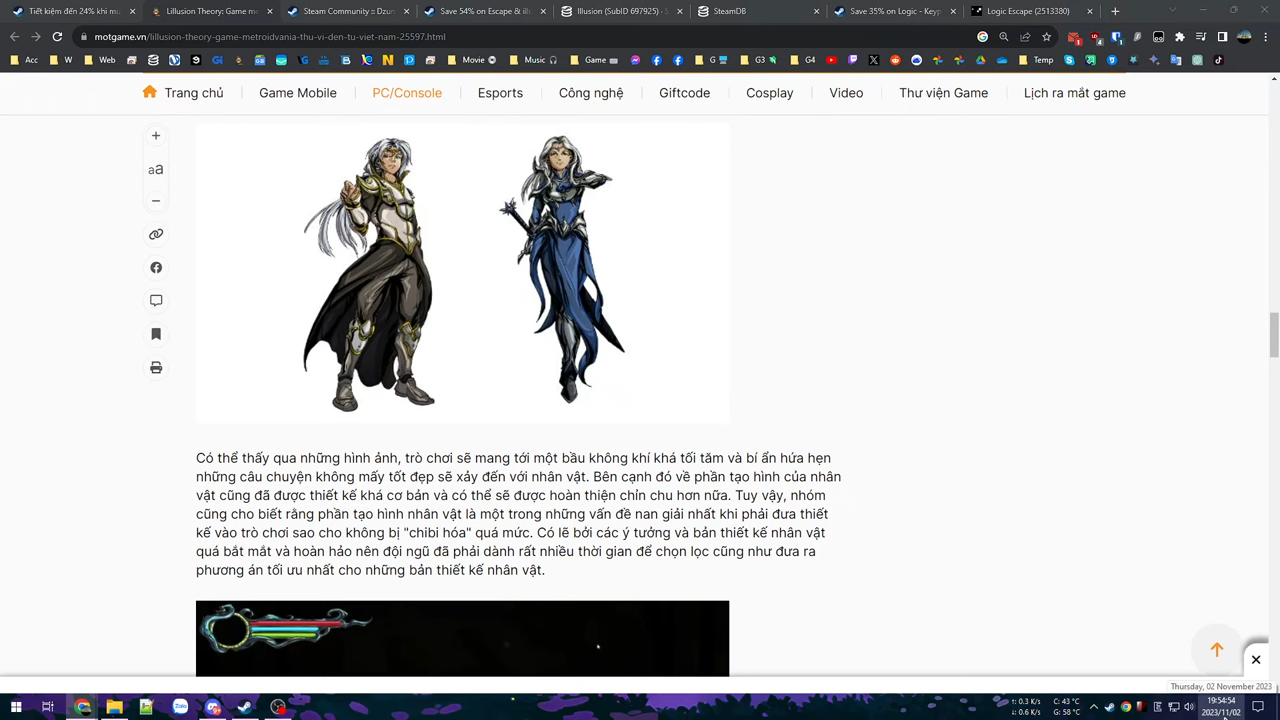 Tiết kiệm đến 24% khi mu
Lillusion Theory: Game me
Steam Community :: Dzun
Save 54% on Escape & ill
Illusion (SubID 697925) · S
SteamDB
Save 35% on Logic - Keyp
Logic Escape (2513380)
motgame.vn/lillusion-theory-game-metroidvania-thu-vi-den-tu-viet-nam-25597.html
Acc W Web Movie Music Game G G3 G4 Temp
Trang chủ Game Mobile PC/Console Esports Công nghệ Giftcode Cosplay Video Thư viện Game Lịch ra mắt game
aa
Có thể thấy qua những hình ảnh, trò chơi sẽ mang tới một bầu không khí khá tối tăm và bí ẩn hứa hẹn
những câu chuyện không mấy tốt đẹp sẽ xảy đến với nhân vật. Bên cạnh đó về phần tạo hình của nhân
vật cũng đã được thiết kế khá cơ bản và có thể sẽ được hoàn thiện chỉn chu hơn nữa. Tuy vậy, nhóm
cũng cho biết rằng phần tạo hình nhân vật là một trong những vấn đề nan giải nhất khi phải đưa thiết
kế vào trò chơi sao cho không bị "chibi hóa" quá mức. Có lẽ bởi các ý tưởng và bản thiết kế nhân vật
quá bắt mắt và hoàn hảo nên đội ngũ đã phải dành rất nhiều thời gian để chọn lọc cũng như đưa ra
phương án tối ưu nhất cho những bản thiết kế nhân vật.
Thursday, 02 November 2023
↑: 0.3 K C: 43 °C
↓: 0.6 K G: 58 °C
19:54:54
2023/11/02